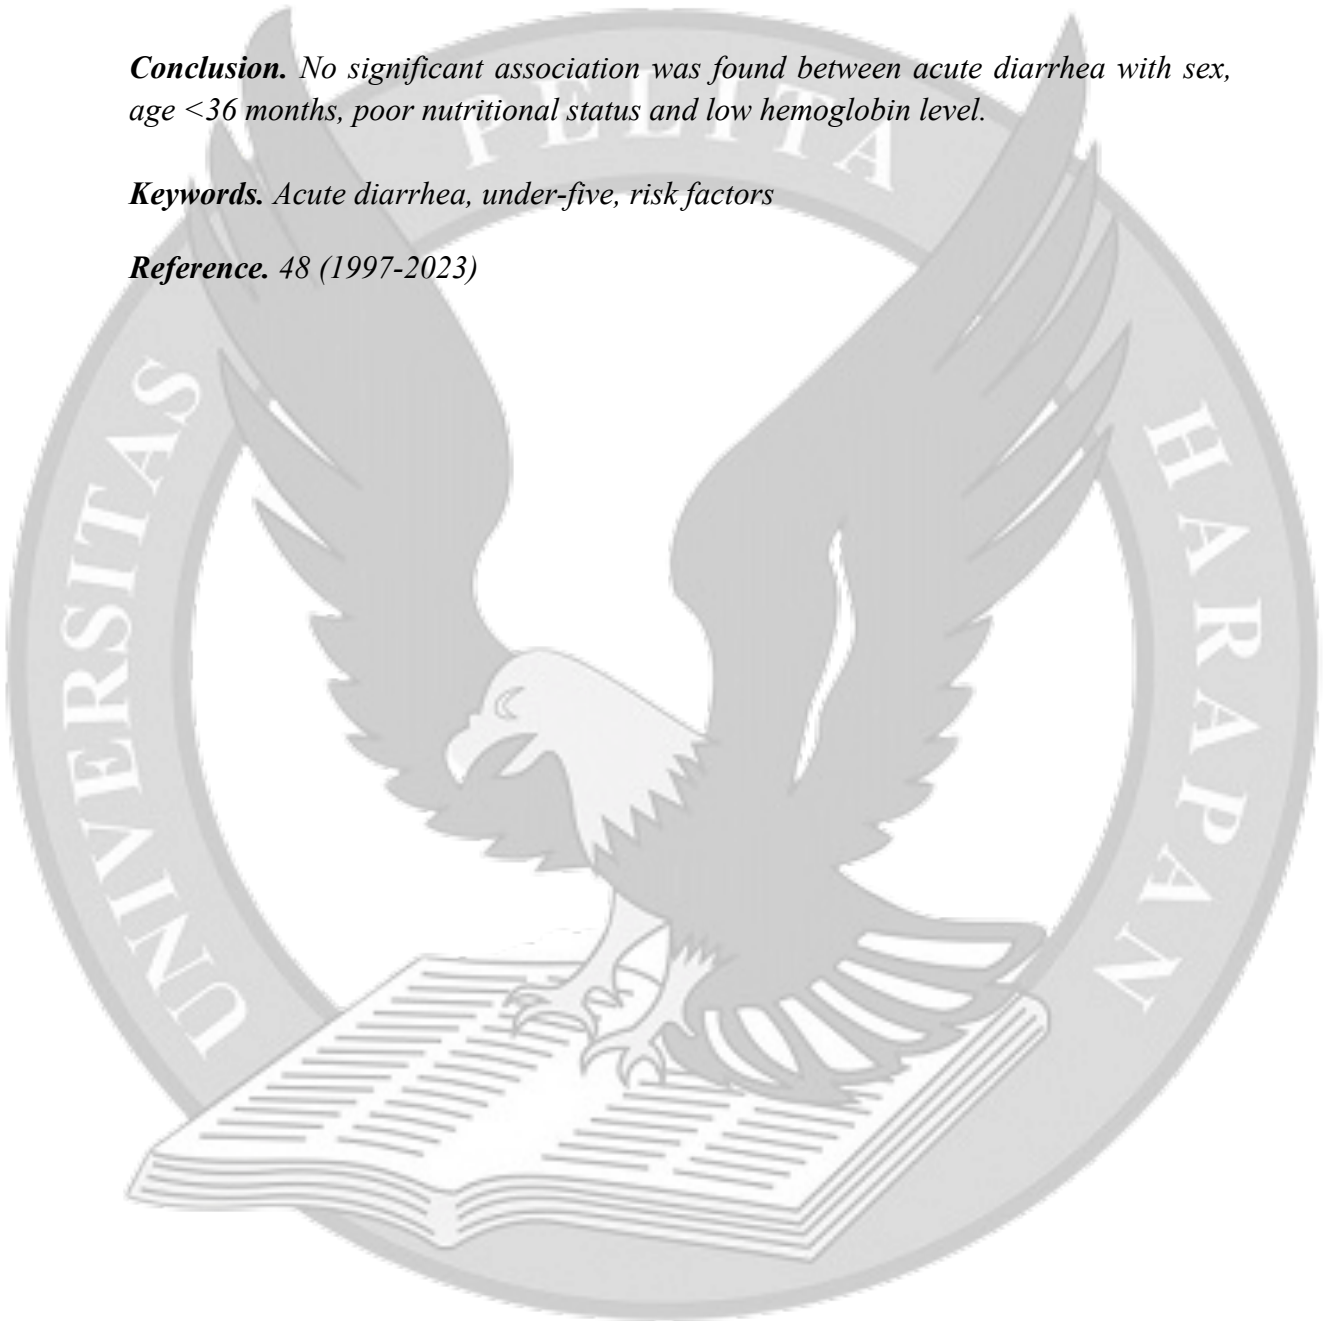 Conclusion. No significant association was found between acute diarrhea with sex,
age <36 months, poor nutritional status and low hemoglobin level.
Keywords. Acute diarrhea, under-five, risk factors
Reference. 48 (1997-2023)
UNIVERSITAS PELITA HARAPAN